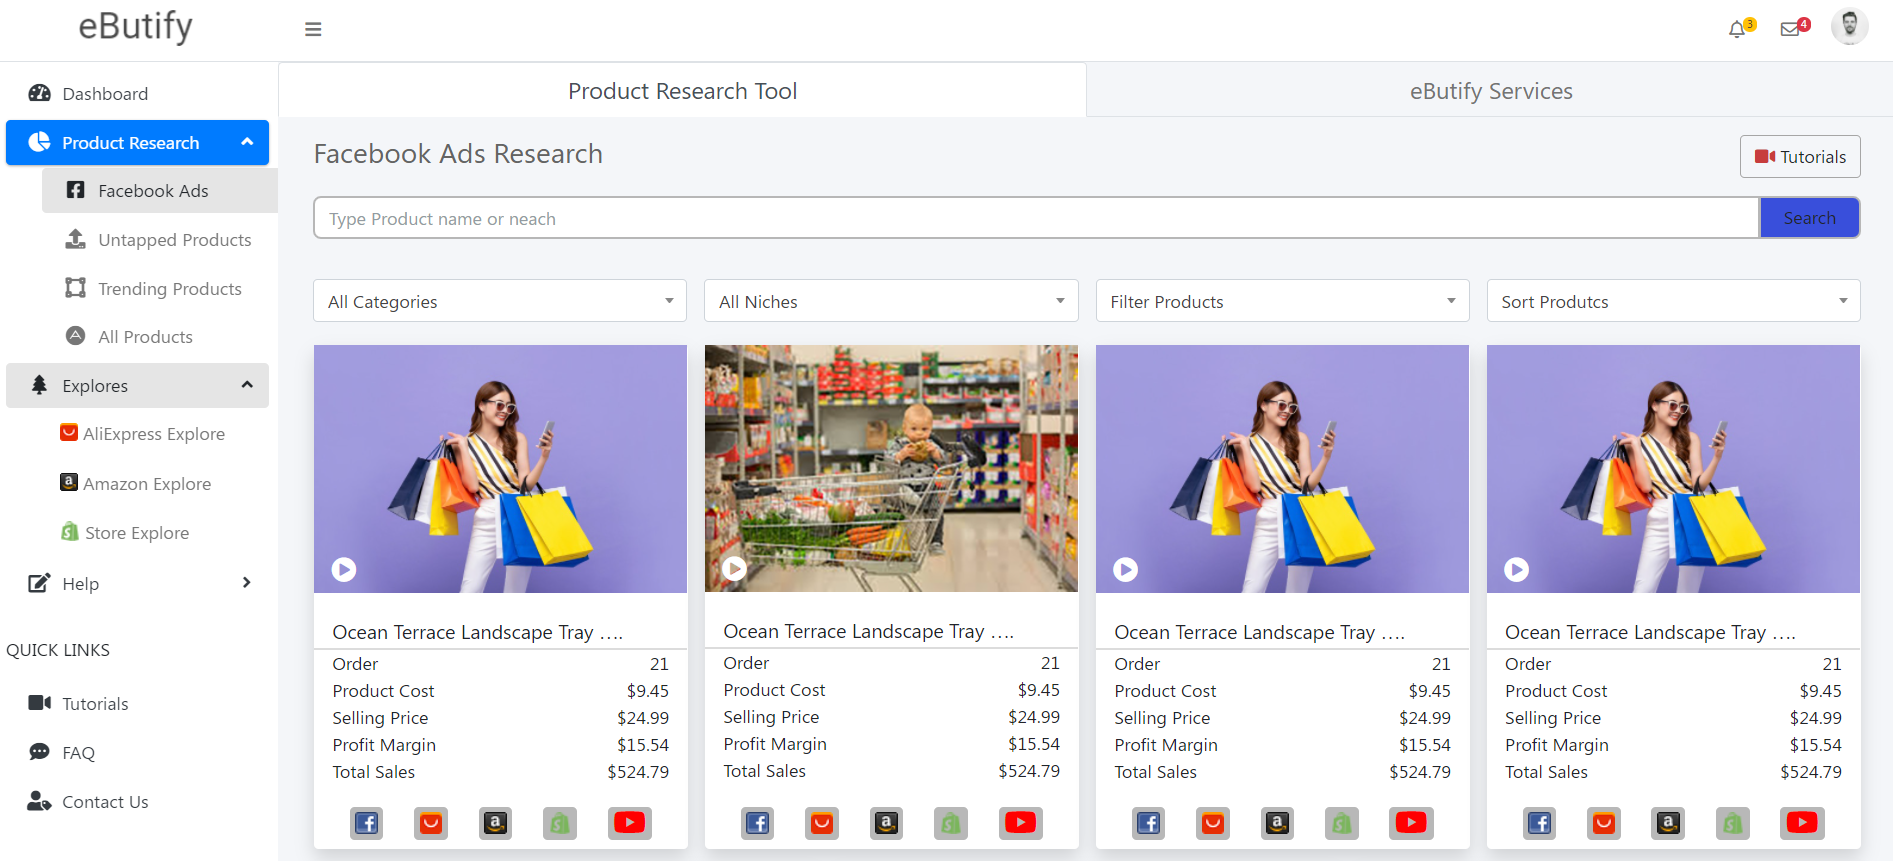 eButify
3
4
Dashboard
Product Research
Facebook Ads
Untapped Products
Trending Products
All Products
Explores
AliExpress Explore
Amazon Explore
Store Explore
Help
QUICK LINKS
Tutorials
FAQ
Contact Us
Product Research Tool
eButify Services
Facebook Ads Research
Tutorials
Type Product name or neach
Search
All Categories
All Niches
Filter Products
Sort Produtcs
Ocean Terrace Landscape Tray ....
Order 21
Product Cost $9.45
Selling Price $24.99
Profit Margin $15.54
Total Sales $524.79
Ocean Terrace Landscape Tray ....
Order 21
Product Cost $9.45
Selling Price $24.99
Profit Margin $15.54
Total Sales $524.79
Ocean Terrace Landscape Tray ....
Order 21
Product Cost $9.45
Selling Price $24.99
Profit Margin $15.54
Total Sales $524.79
Ocean Terrace Landscape Tray ....
Order 21
Product Cost $9.45
Selling Price $24.99
Profit Margin $15.54
Total Sales $524.79